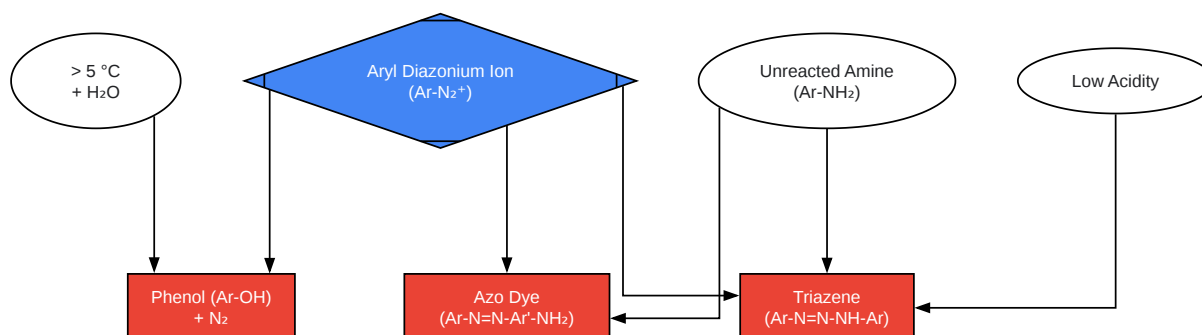 > 5 °C
+ H₂O
Aryl Diazonium Ion
(Ar-N₂⁺)
Unreacted Amine
(Ar-NH₂)
Low Acidity
Phenol (Ar-OH)
+ N₂
Azo Dye
(Ar-N=N-Ar'-NH₂)
Triazene
(Ar-N=N-NH-Ar)